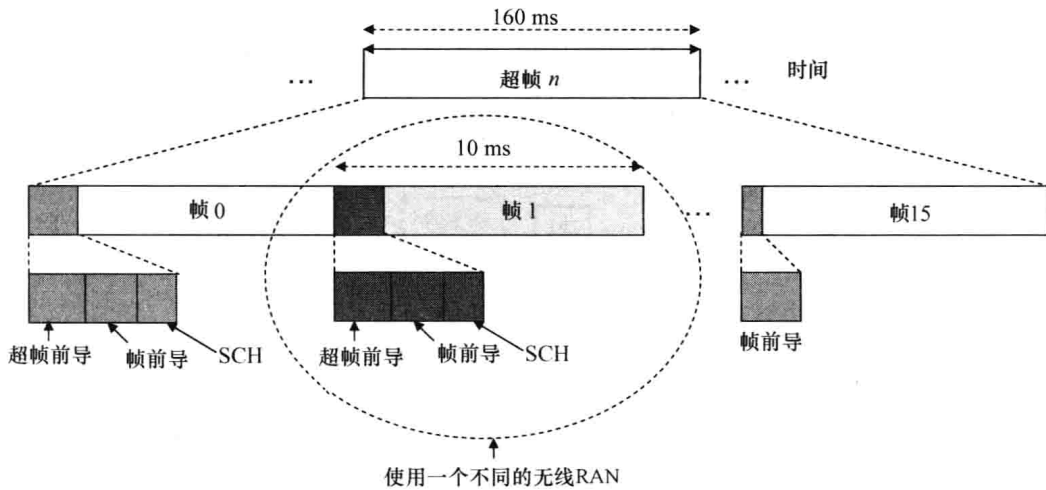 160 ms
… 超帧 n … 时间
10 ms
帧 0 帧 1 … 帧15
超帧前导 帧前导 SCH 超帧前导 帧前导 SCH 帧前导
使用一个不同的无线RAN